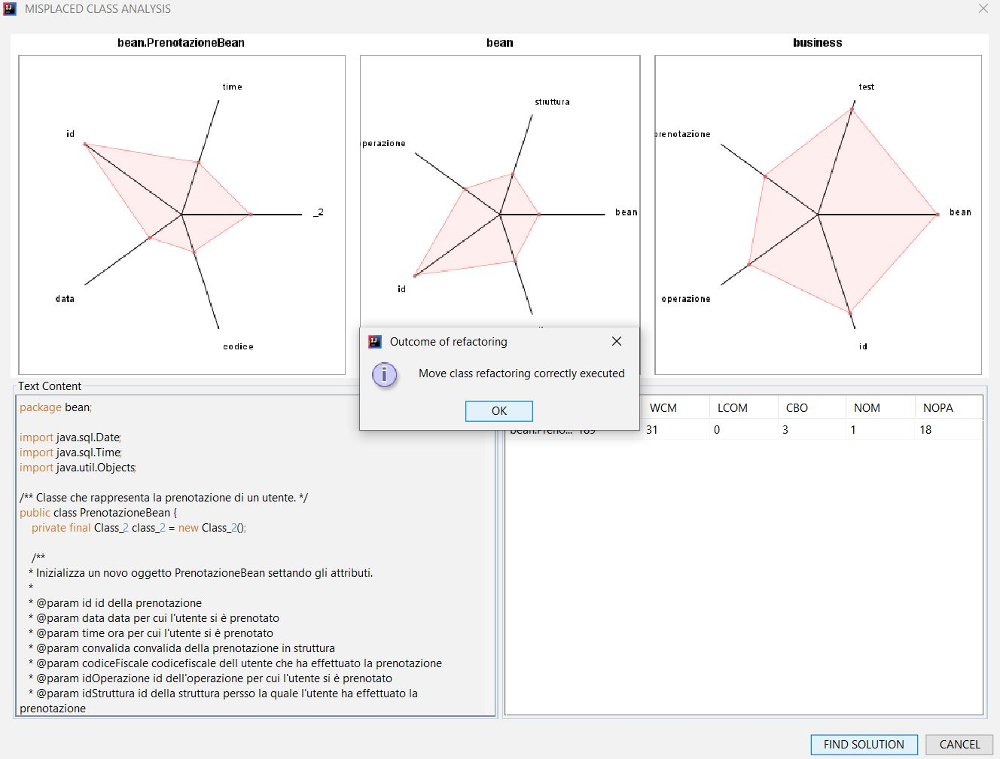 MISPLACED CLASS ANALYSIS
bean.PrenotazioneBean
time
id
_2
data
codice
bean
struttura
perazione
bean
id
business
test
prenotazione
bean
operazione
id
Outcome of refactoring
Move class refactoring correctly executed
OK
Text Content
package bean;
import java.sql.Date;
import java.sql.Time;
import java.util.Objects;
/** Classe che rappresenta la prenotazione di un utente. */
public class PrenotazioneBean {
private final Class_2 class_2 = new Class_2();
/**
* Inizializza un novo oggetto PrenotazioneBean settando gli attributi.
*
* @param id id della prenotazione
* @param data data per cui l'utente si è prenotato
* @param time ora per cui l'utente si è prenotato
* @param convalida convalida della prenotazione in struttura
* @param codiceFiscale codicefiscale dell utente che ha effettuato la prenotazione
* @param idOperazione id dell'operazione per cui l'utente si è prenotato
* @param idStruttura id della struttura persso la quale l'utente ha effettuato la
prenotazione
WCM LCOM CBO NOM NOPA
bean.Preno... 189 31 0 3 1 18
FIND SOLUTION CANCEL